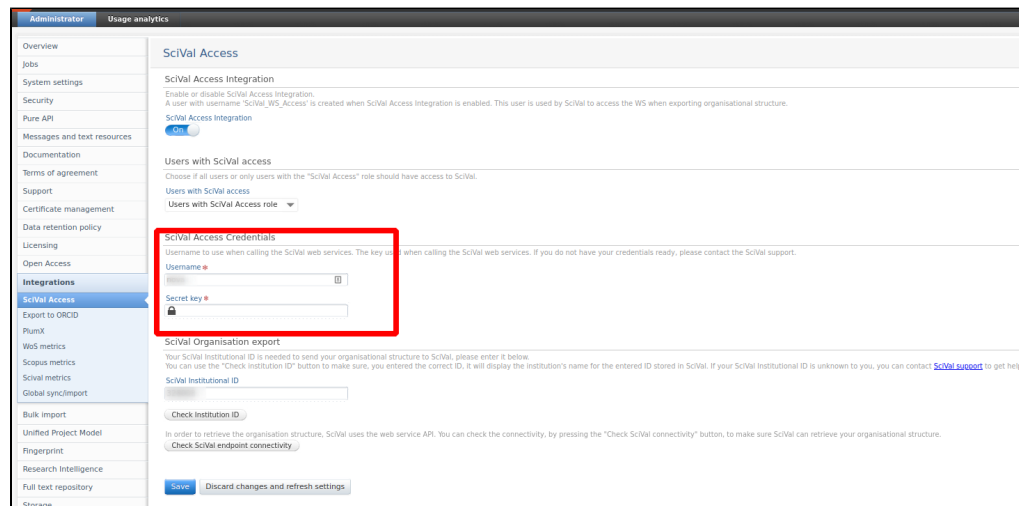 Administrator
Usage analytics
Overview
Jobs
System settings
Security
Pure API
Messages and text resources
Documentation
Terms of agreement
Support
Certificate management
Data retention policy
Licensing
Open Access
Integrations
SciVal Access
Export to ORCID
PlumX
WoS metrics
Scopus metrics
Scival metrics
Global sync/import
Bulk import
Unified Project Model
Fingerprint
Research Intelligence
Full text repository
Storage
SciVal Access
SciVal Access Integration
Enable or disable SciVal Access Integration.
A user with username 'SciVal_WS_Access' is created when SciVal Access Integration is enabled. This user is used by SciVal to access the WS when exporting organisational structure.
SciVal Access Integration
On
Users with SciVal access
Choose if all users or only users with the "SciVal Access" role should have access to SciVal.
Users with SciVal access
Users with SciVal Access role
SciVal Access Credentials
Username to use when calling the SciVal web services. The key used when calling the SciVal web services. If you do not have your credentials ready, please contact the SciVal support.
Username *
Secret key *
SciVal Organisation export
Your SciVal Institutional ID is needed to send your organisational structure to SciVal, please enter it below.
You can use the "Check institution ID" button to make sure, you entered the correct ID, it will display the institution's name for the entered ID stored in SciVal. If your SciVal Institutional ID is unknown to you, you can contact SciVal support to get help
SciVal Institutional ID
Check Institution ID
In order to retrieve the organisation structure, SciVal uses the web service API. You can check the connectivity, by pressing the "Check SciVal connectivity" button, to make sure SciVal can retrieve your organisational structure.
Check SciVal endpoint connectivity
Save
Discard changes and refresh settings